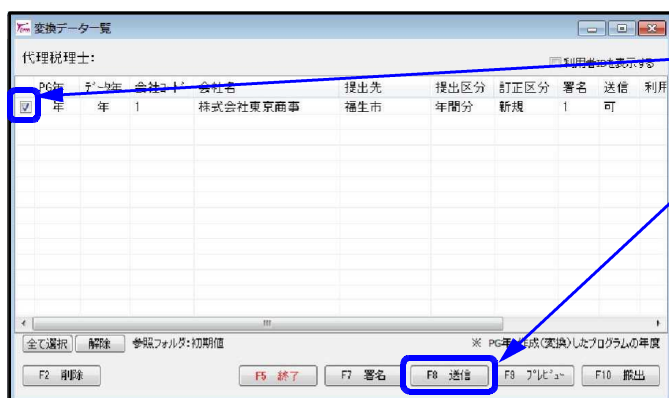 変換データ一覧
代理税理士:
利用者IDを表示する
PG年 データ年 会社コード 会社名 提出先 提出区分 訂正区分 署名 送信 利用
年 年 1 株式会社東京商事 福生市 年間分 新規 1 可
全て選択 解除 参照フォルダ:初期値 ※ PG年:作成(変換)したプログラムの年度
F2 削除 F5 終了 F7 署名 F8 送信 F9 プレビュー F10 搬出